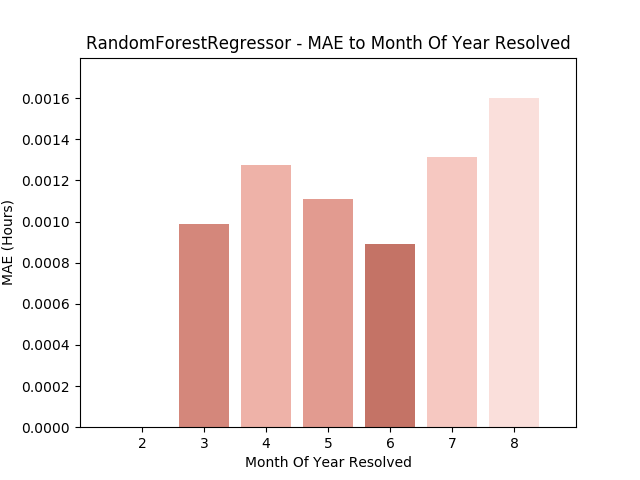 RandomForestRegressor - MAE to Month Of Year Resolved
0.0016
0.0014
0.0012
0.0010
0.0008
0.0006
0.0004
0.0002
0.0000
MAE (Hours)
2 3 4 5 6 7 8
Month Of Year Resolved